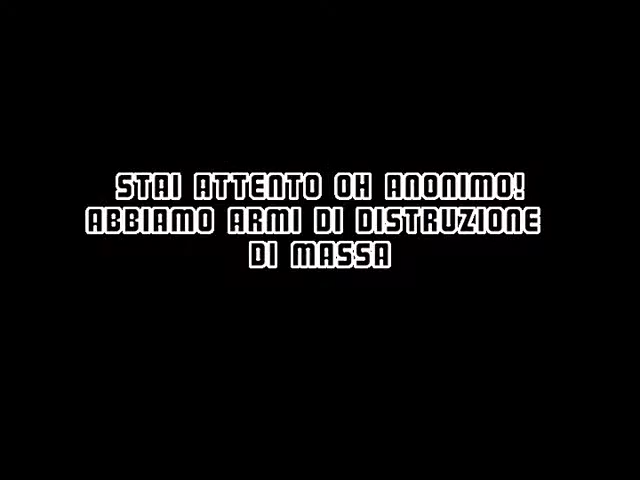 STAI ATTENTO OH ANONIMO!
ABBIAMO ARMI DI DISTRUZIONE
DI MASSA